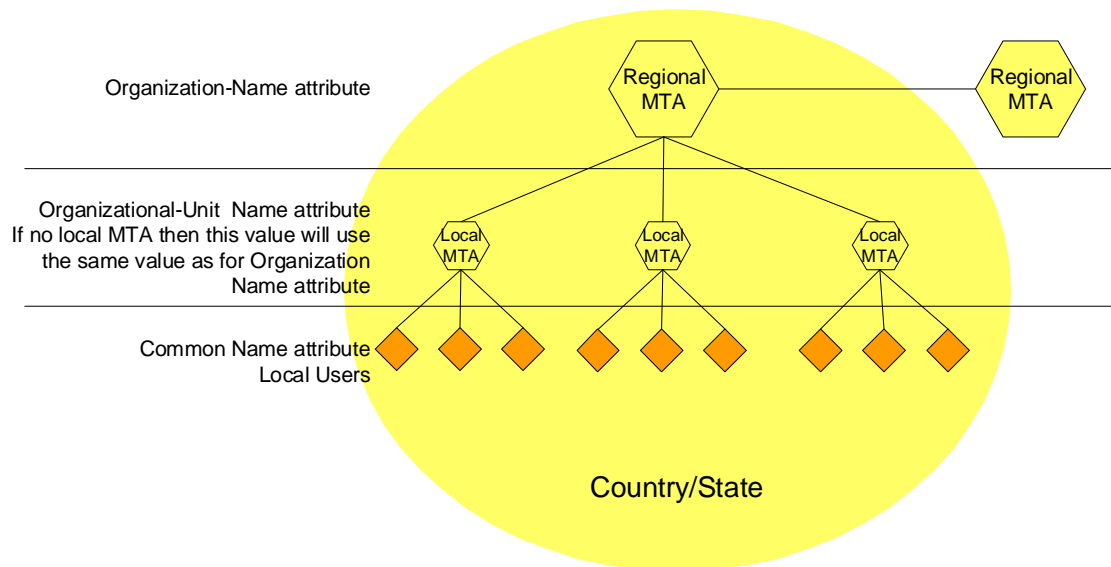 Organization-Name attribute
Regional
MTA
Regional
MTA
Organizational-Unit  Name attribute
If no local MTA then this value will use
the same value as for Organization
Name attribute
Local
MTA
Local
MTA
Local
MTA
Common Name attribute
Local Users
Country/State